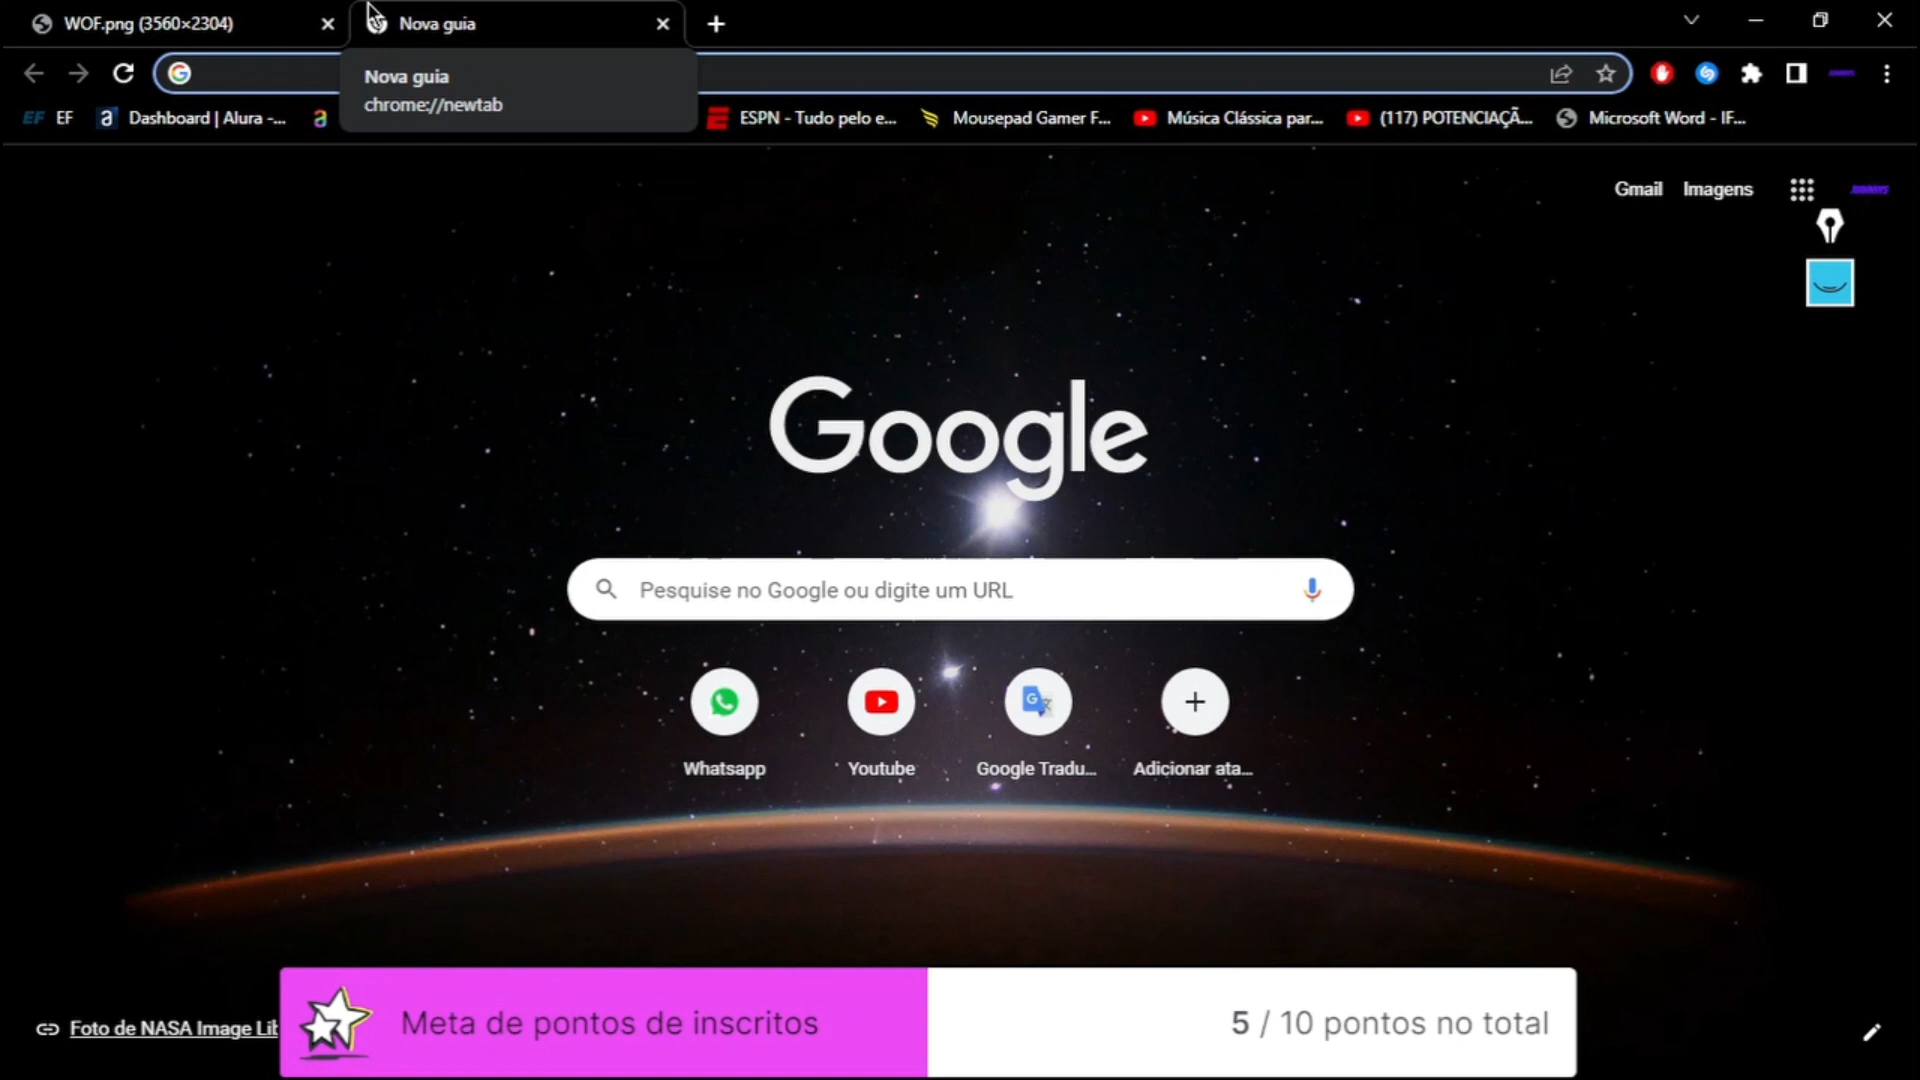 WOF.png (3560×2304)
Nova guia
Nova guia
chrome://newtab
EF EF
a Dashboard | Alura -...
a
ESPN - Tudo pelo e...
Mousepad Gamer F...
Música Clássica par...
(117) POTENCIAÇÃ...
Microsoft Word - IF...
Gmail
Imagens
Google
Pesquise no Google ou digite um URL
Whatsapp
Youtube
Google Tradu...
Adicionar ata...
Foto de NASA Image Lib
Meta de pontos de inscritos
5 / 10 pontos no total